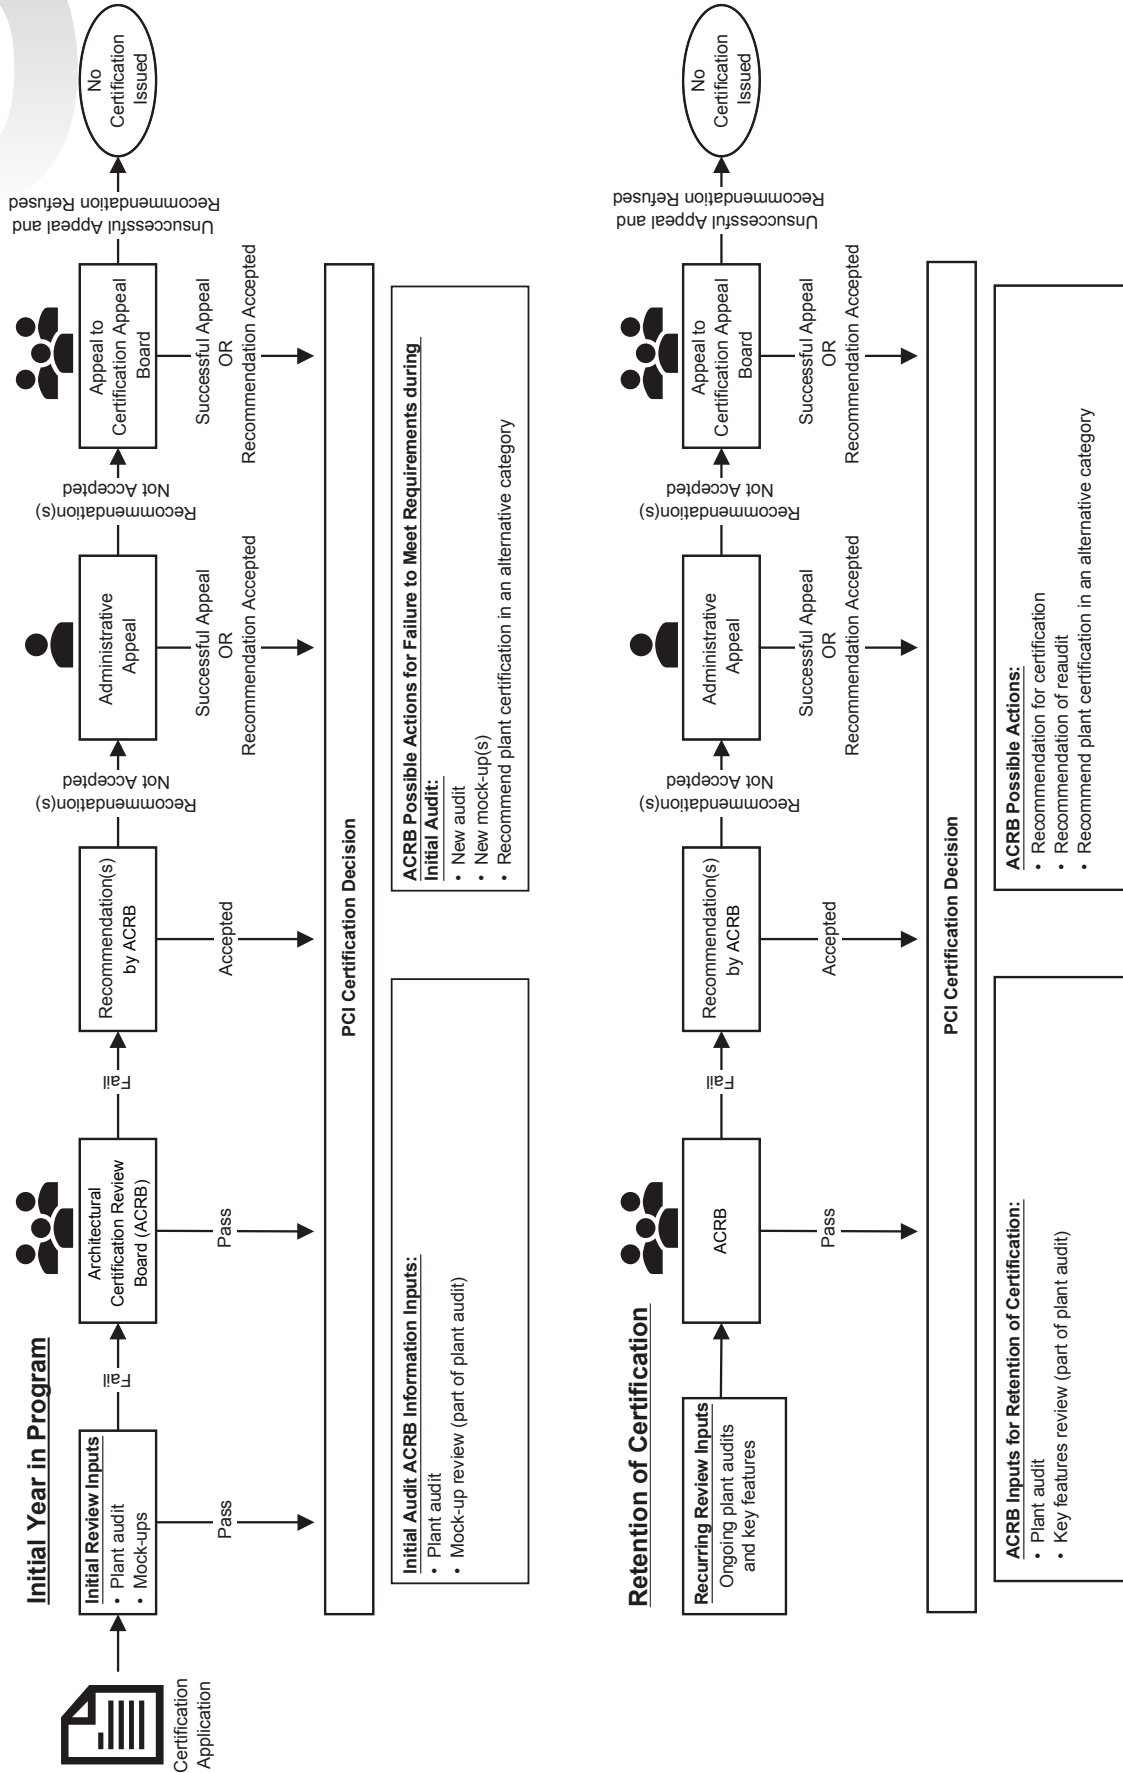 Initial Year in Program
Certification
Application
Initial Review Inputs
• Plant audit
• Mock-ups
Fail
Pass
Architectural
Certification Review
Board (ACRB)
Fail
Pass
Recommendation(s)
by ACRB
Recommendation(s)
Not Accepted
Accepted
Administrative
Appeal
Recommendation(s)
Not Accepted
Successful Appeal
OR
Recommendation Accepted
Appeal to
Certification Appeal
Board
Unsuccessful Appeal and
Recommendation Refused
Successful Appeal
OR
Recommendation Accepted
No
Certification
Issued
PCI Certification Decision
Initial Audit ACRB Information Inputs:
• Plant audit
• Mock-up review (part of plant audit)
ACRB Possible Actions for Failure to Meet Requirements during
Initial Audit:
• New audit
• New mock-up(s)
• Recommend plant certification in an alternative category
Retention of Certification
Recurring Review Inputs
Ongoing plant audits
and key features
ACRB
Fail
Pass
Recommendation(s)
by ACRB
Recommendation(s)
Not Accepted
Accepted
Administrative
Appeal
Recommendation(s)
Not Accepted
Successful Appeal
OR
Recommendation Accepted
Appeal to
Certification Appeal
Board
Unsuccessful Appeal and
Recommendation Refused
Successful Appeal
OR
Recommendation Accepted
No
Certification
Issued
PCI Certification Decision
ACRB Inputs for Retention of Certification:
• Plant audit
• Key features review (part of plant audit)
ACRB Possible Actions:
• Recommendation for certification
• Recommendation of reaudit
• Recommend plant certification in an alternative category